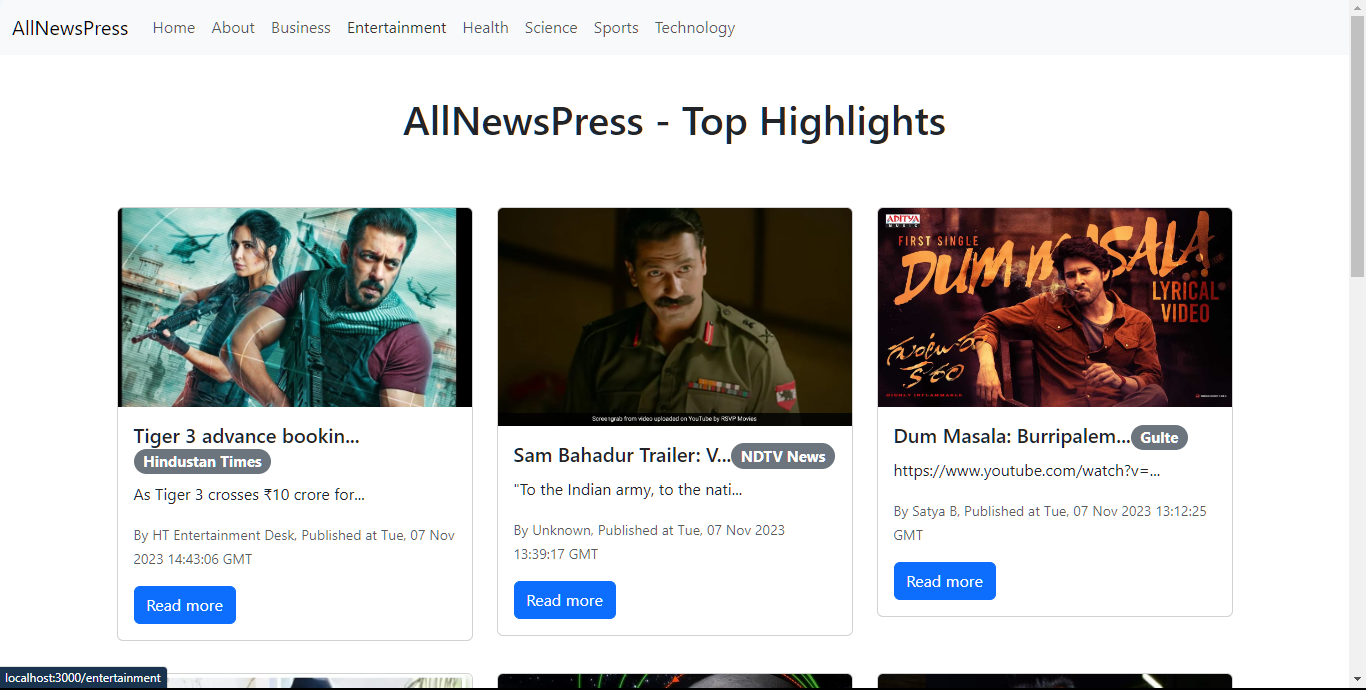 AllNewsPress Home About Business Entertainment Health Science Sports Technology
AllNewsPress - Top Highlights
Tiger 3 advance bookin...
Hindustan Times
As Tiger 3 crosses ₹10 crore for...
By HT Entertainment Desk, Published at Tue, 07 Nov
2023 14:43:06 GMT
Read more
Screengrab from video uploaded on YouTube by RSVP Movies
Sam Bahadur Trailer: V... NDTV News
"To the Indian army, to the nati...
By Unknown, Published at Tue, 07 Nov 2023
13:39:17 GMT
Read more
ADITYA
MUSIC
FIRST SINGLE
DUM MASALA
LYRICAL
VIDEO
గుంటూరు
కారం
HIGHLY INFLAMMABLE
Dum Masala: Burripalem... Gulte
https://www.youtube.com/watch?v=...
By Satya B, Published at Tue, 07 Nov 2023 13:12:25
GMT
Read more
localhost:3000/entertainment